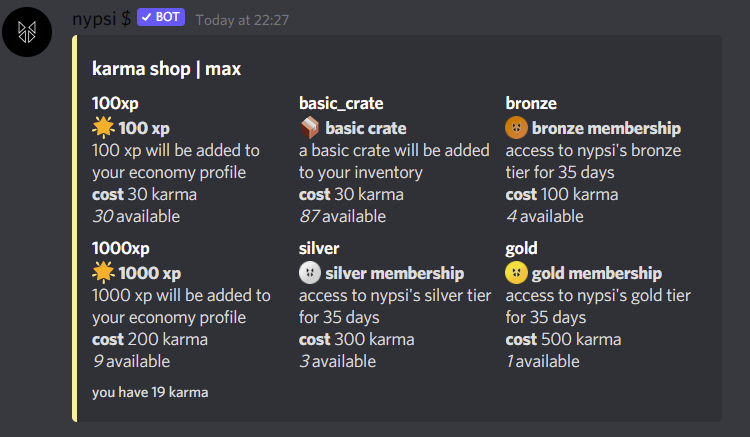 nypsi $ ✓ BOT Today at 22:27
karma shop | max
100xp
100 xp
100 xp will be added to
your economy profile
cost 30 karma
30 available
basic_crate
basic crate
a basic crate will be added
to your inventory
cost 30 karma
87 available
bronze
bronze membership
access to nypsi's bronze
tier for 35 days
cost 100 karma
4 available
1000xp
1000 xp
1000 xp will be added to
your economy profile
cost 200 karma
9 available
silver
silver membership
access to nypsi's silver tier
for 35 days
cost 300 karma
3 available
gold
gold membership
access to nypsi's gold tier
for 35 days
cost 500 karma
1 available
you have 19 karma